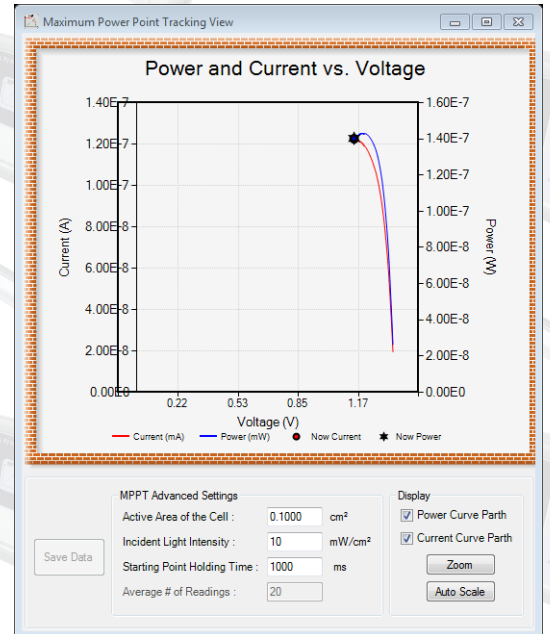 Maximum Power Point Tracking View
Power and Current vs. Voltage
1.40E-7
1.20E-7
1.00E-7
8.00E-8
6.00E-8
4.00E-8
2.00E-8
0.00E0
Current (A)
1.60E-7
1.40E-7
1.20E-7
1.00E-7
8.00E-8
6.00E-8
4.00E-8
2.00E-8
0.00E0
Power (W)
0.22 0.53 0.85 1.17
Voltage (V)
Current (mA) Power (mW) Now Current Now Power
Save Data
MPPT Advanced Settings
Active Area of the Cell : 0.1000 cm²
Incident Light Intensity : 10 mW/cm²
Starting Point Holding Time : 1000 ms
Average # of Readings : 20
Display
Power Curve Parth
Current Curve Parth
Zoom
Auto Scale